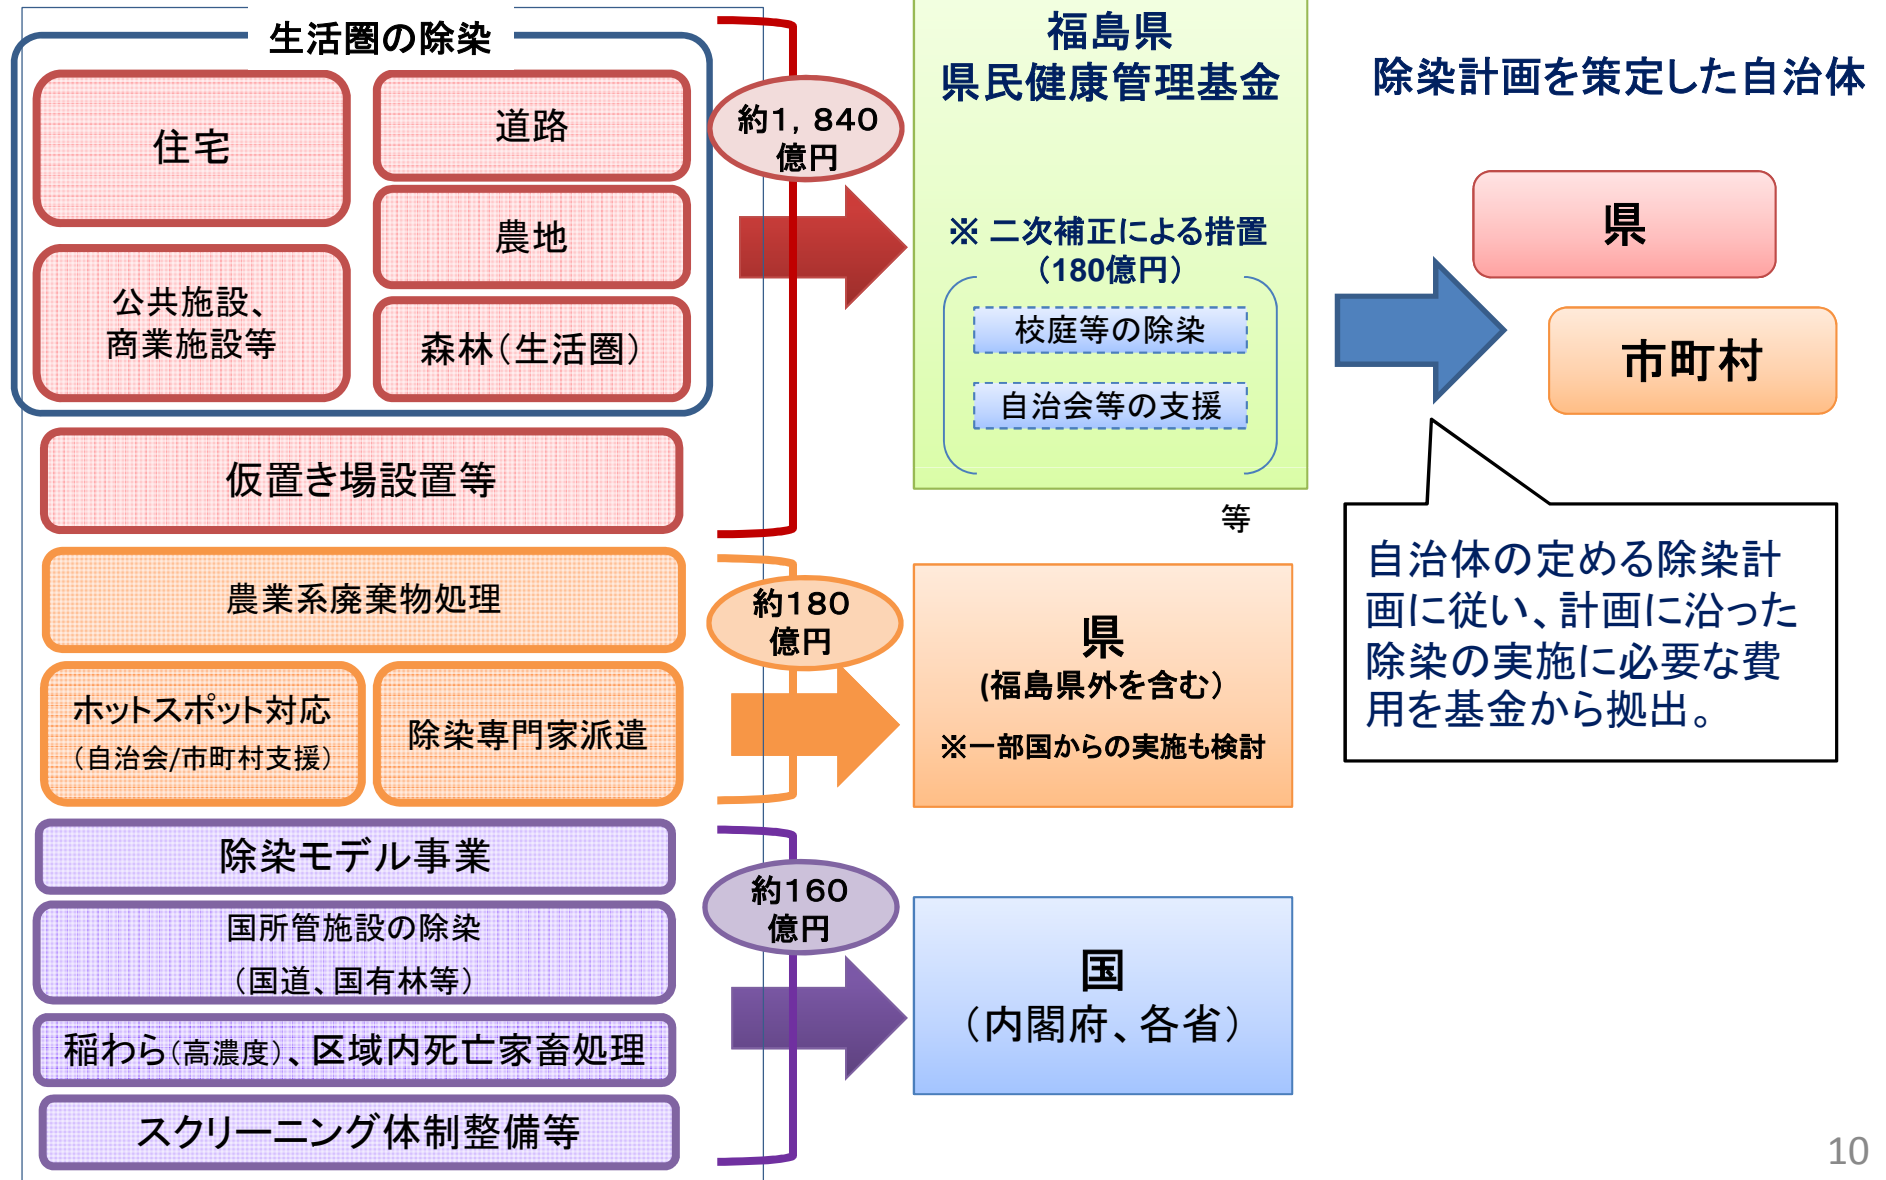 生活圏の除染
住宅
道路
農地
公共施設、
商業施設等
森林（生活圏）
仮置き場設置等
約１，８４０
億円
福島県
県民健康管理基金
※ 二次補正による措置
（180億円）
校庭等の除染
自治会等の支援
等
除染計画を策定した自治体
県
市町村
自治体の定める除染計
画に従い、計画に沿った
除染の実施に必要な費
用を基金から拠出。
農業系廃棄物処理
ホットスポット対応
（自治会/市町村支援）
除染専門家派遣
約１８０
億円
県
(福島県外を含む）
※一部国からの実施も検討
除染モデル事業
国所管施設の除染
（国道、国有林等）
稲わら（高濃度）、区域内死亡家畜処理
スクリーニング体制整備等
約１６０
億円
国
（内閣府、各省）
10